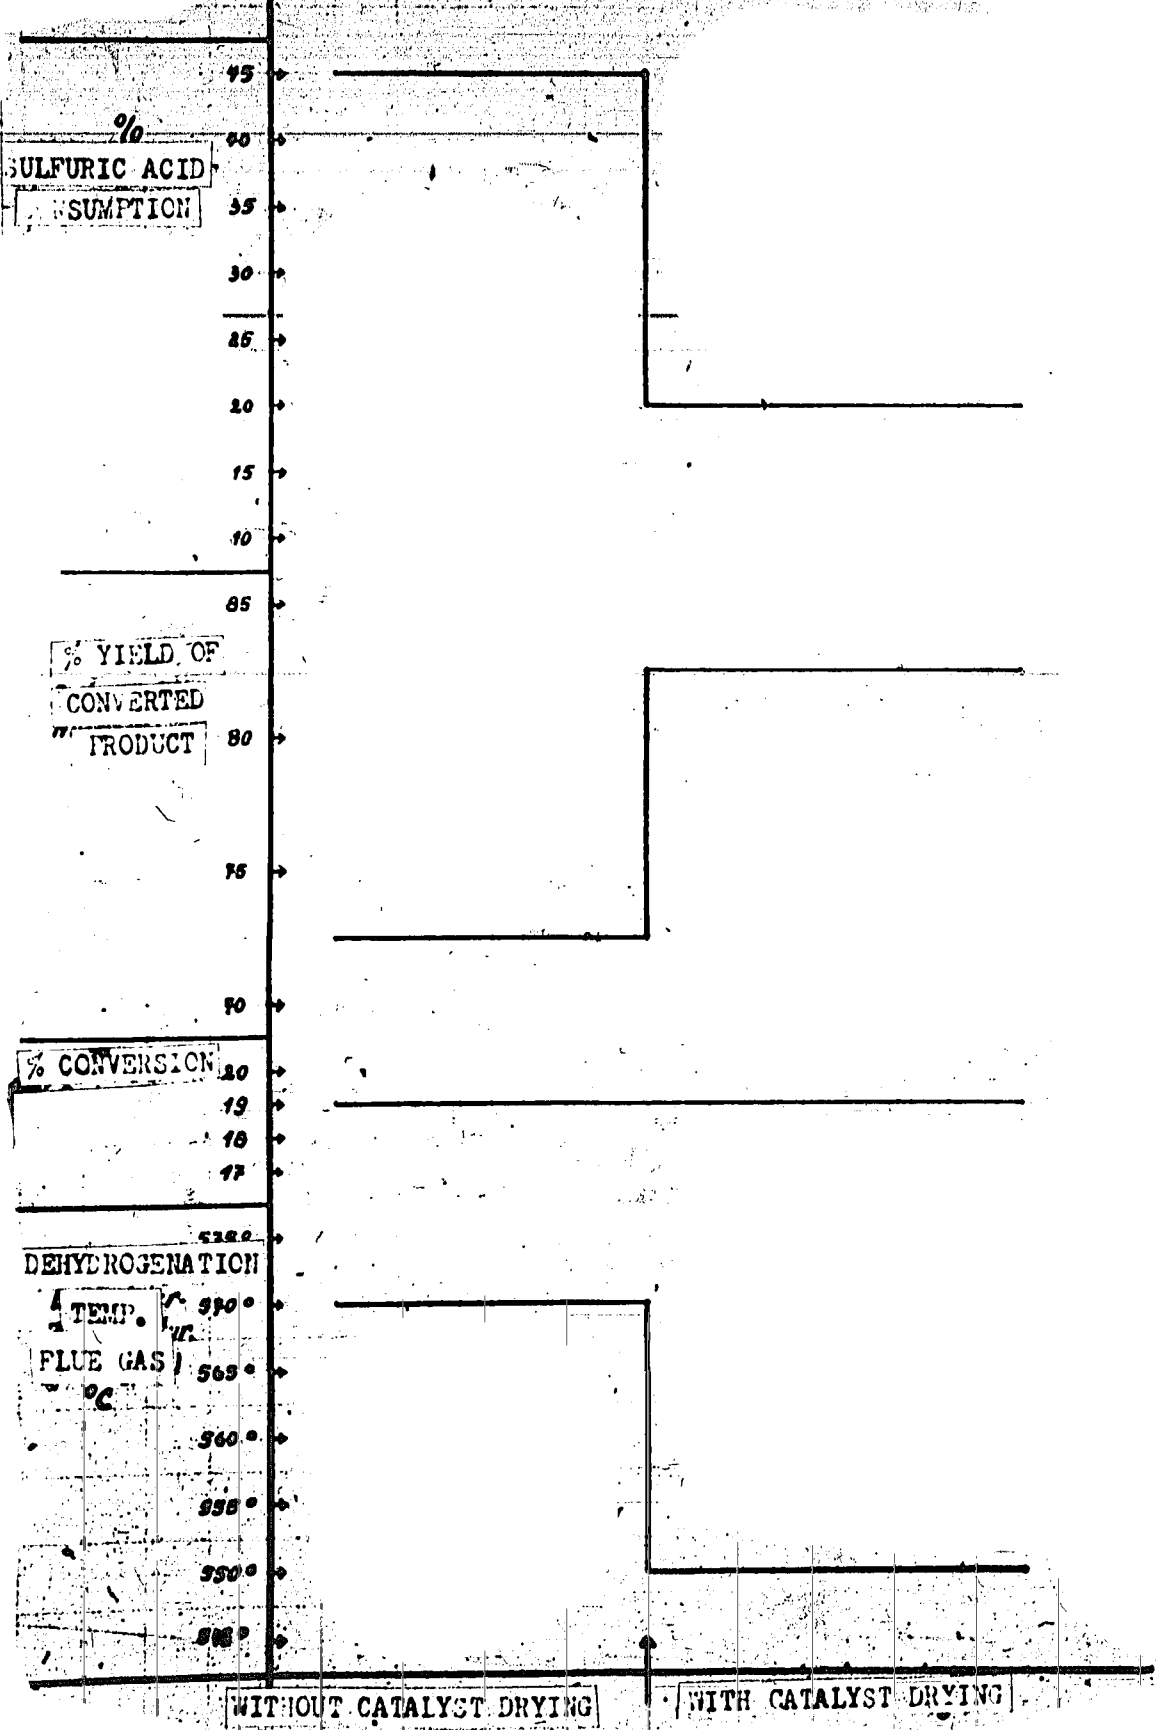 45
%
40
SULFURIC ACID
NSUMPTION
35
30
25
20
15
10
85
% YIELD OF
CONVERTED
PRODUCT
80
75
70
% CONVERSION
20
19
18
17
DEHYDROGENATION
TEMP.
570°
FLUE GAS)
565°
°C
560°
555°
550°
WITHOUT CATALYST DRYING
WITH CATALYST DRYING